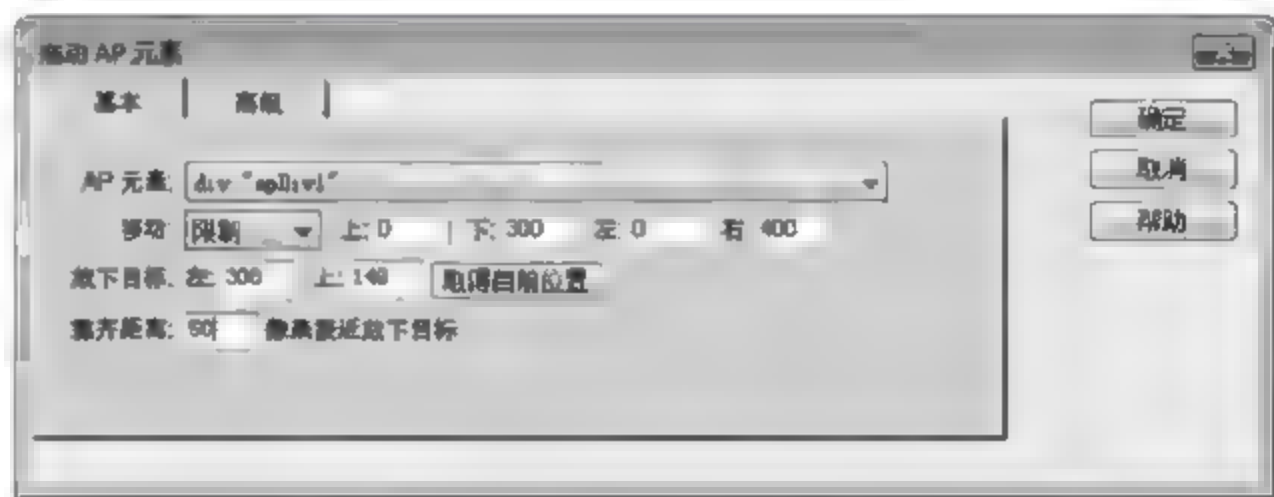 拖动 AP 元素
基本 高级
确定
AP 元素: div "apDiv1"
取消
移动: 限制 上: 0 下: 300 左: 0 右: 400
帮助
放下目标: 左: 300 上: 140 取得目前位置
靠齐距离: 50 像素接近放下目标